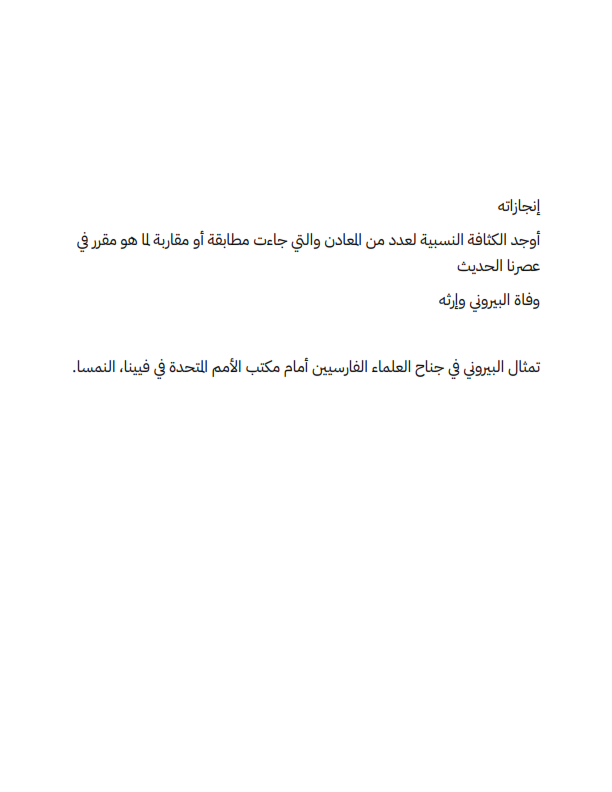 إنجازاته
أوجد الكثافة النسبية لعدد من المعادن والتي جاءت مطابقة أو مقاربة لما هو مقرر في
عصرنا الحديث
وفاة البيروني وإرثه
تمثال البيروني في جناح العلماء الفارسيين أمام مكتب الأمم المتحدة في فيينا، النمسا.